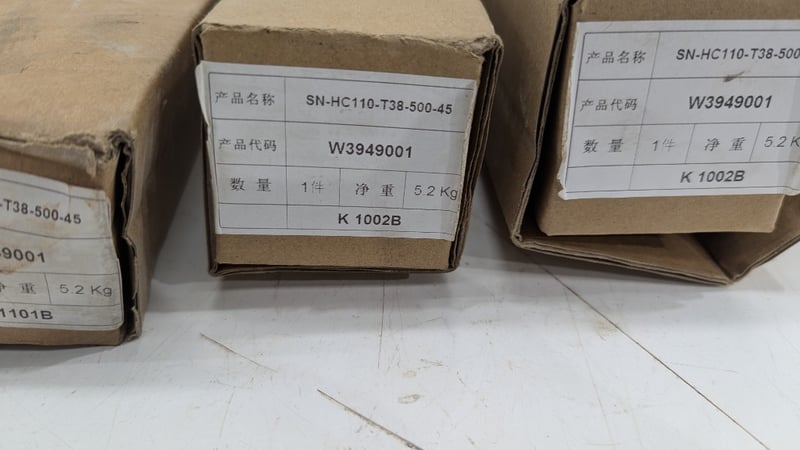 -T38-500-45
9001
净 重 5.2 Kg
1101B
产品名称 SN-HC110-T38-500-45
产品代码 W3949001
数 量 1件 净 重 5.2 Kg
K 1002B
产品名称 SN-HC110-T38-500
产品代码 W3949001
数 量 1件 净 重 5.2 K
K 1002B